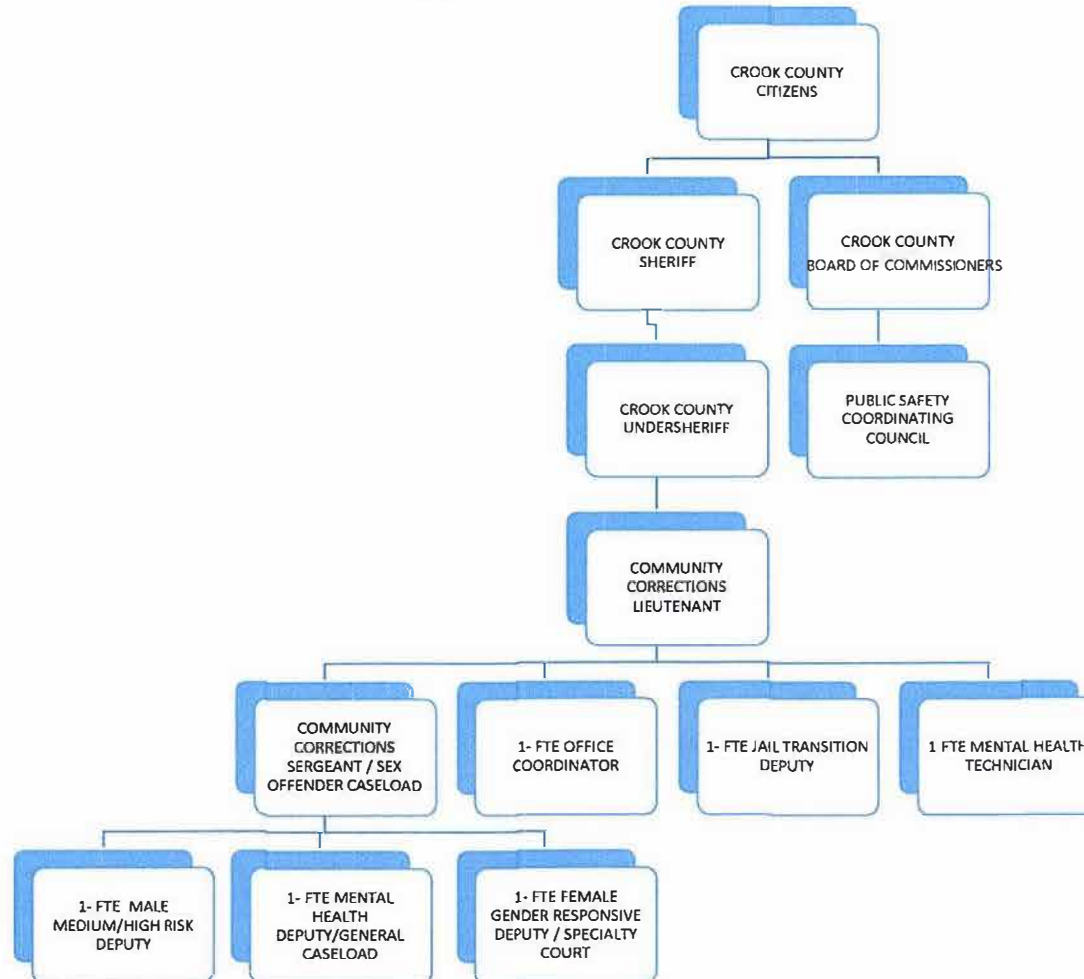 CROOK COUNTY
CITIZENS
CROOK COUNTY
SHERIFF
CROOK COUNTY
BOARD OF COMMISSIONERS
CROOK COUNTY
UNDERSHERIFF
PUBLIC SAFETY
COORDINATING
COUNCIL
COMMUNITY
CORRECTIONS
LIEUTENANT
COMMUNITY
CORRECTIONS
SERGEANT / SEX
OFFENDER CASELOAD
1- FTE OFFICE
COORDINATOR
1- FTE JAIL TRANSITION
DEPUTY
1 FTE MENTAL HEALTH
TECHNICIAN
1- FTE MALE
MEDIUM/HIGH RISK
DEPUTY
1- FTE MENTAL
HEALTH
DEPUTY/GENERAL
CASELOAD
1- FTE FEMALE
GENDER RESPONSIVE
DEPUTY / SPECIALTY
COURT